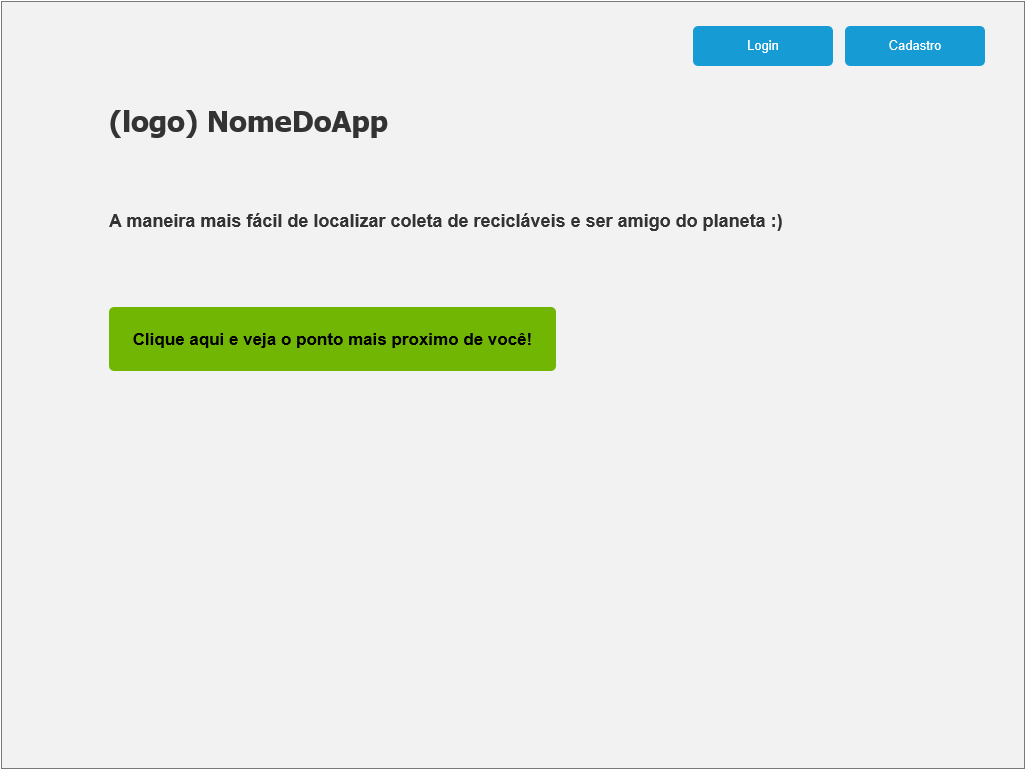 Login
Cadastro
(logo) NomeDoApp
A maneira mais fácil de localizar coleta de recicláveis e ser amigo do planeta :)
Clique aqui e veja o ponto mais proximo de você!